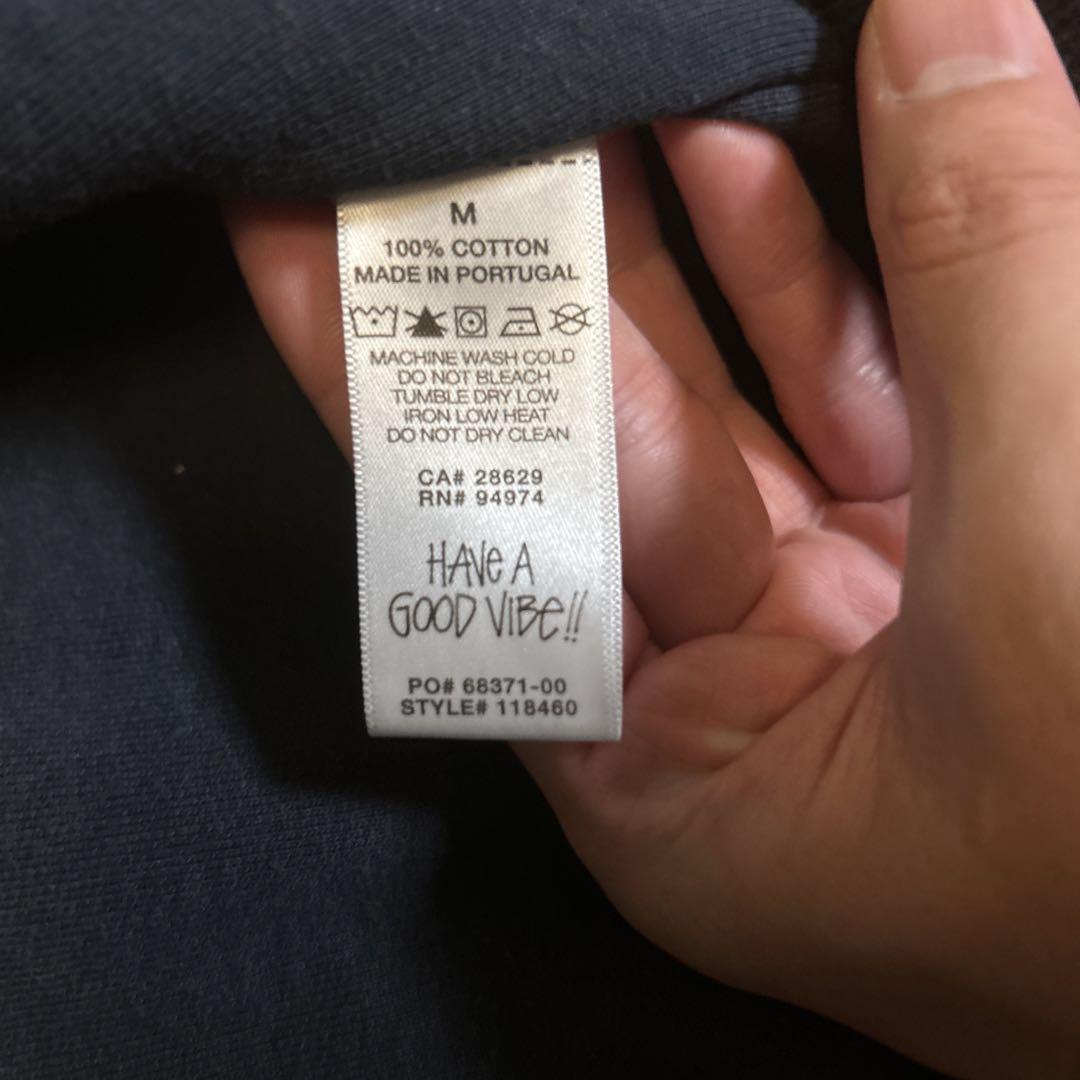 M
100% COTTON
MADE IN PORTUGAL
MACHINE WASH COLD
DO NOT BLEACH
TUMBLE DRY LOW
IRON LOW HEAT
DO NOT DRY CLEAN
CA# 28629
RN# 94974
HAVe A
GOOD ViBe!!
PO# 68371-00
STYLE# 118460